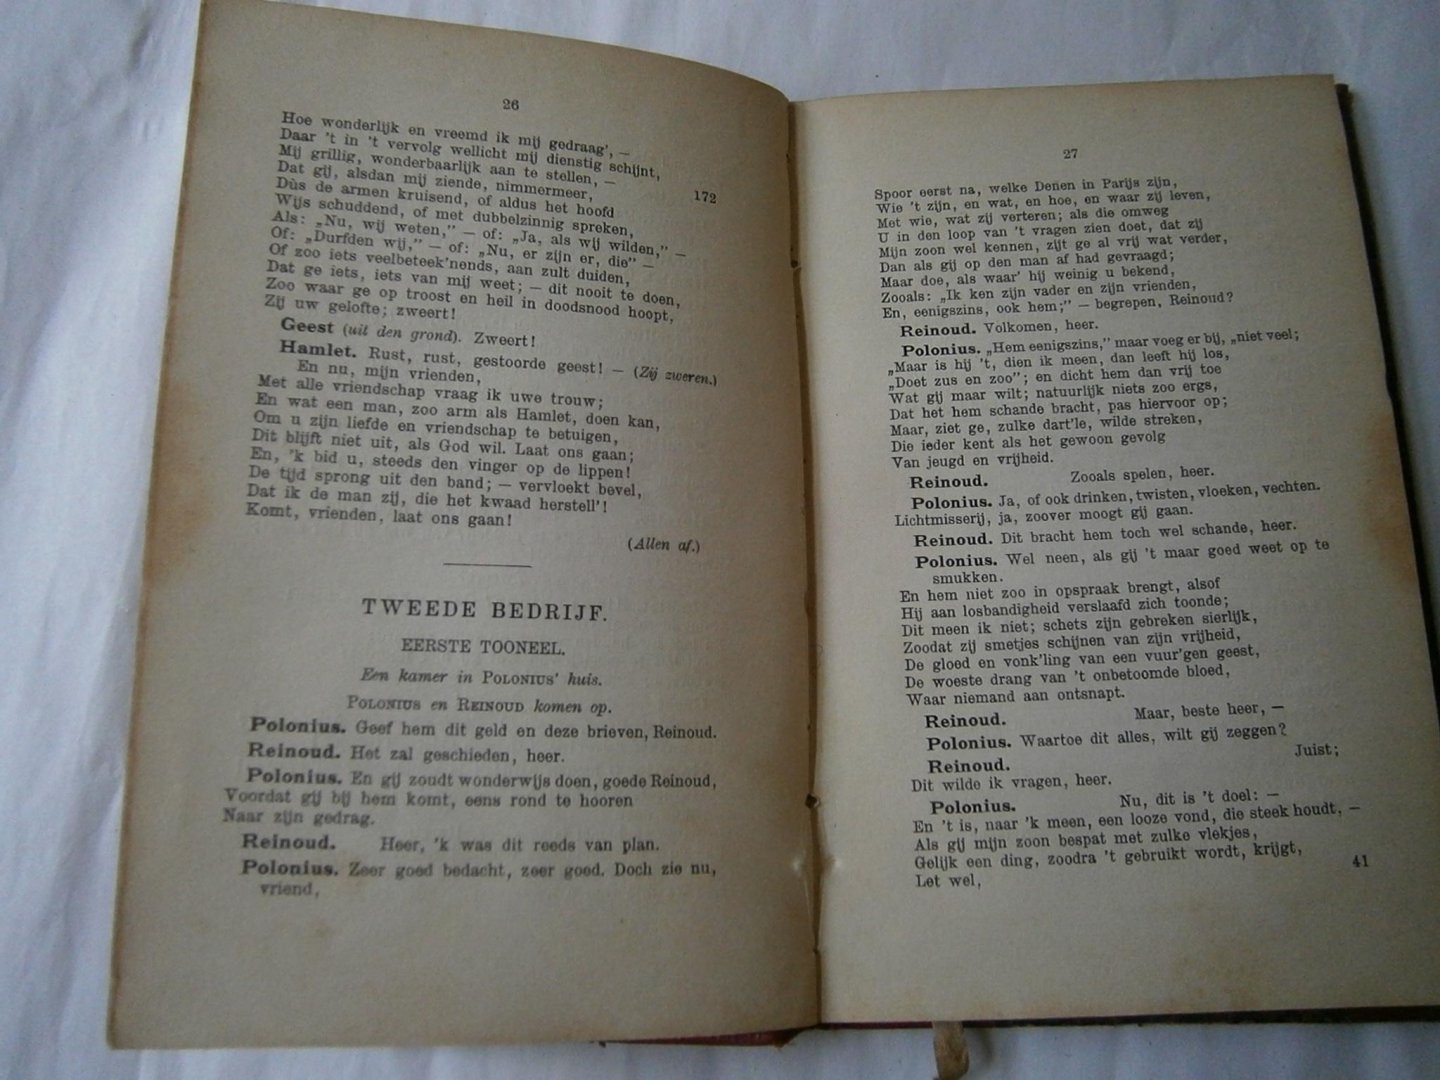 26
Hoe wonderlijk en vreemd ik mij gedraag', —
Daar 't in 't vervolg wellicht mij dienstig schijnt,
Mij grillig, wonderbaarlijk aan te stellen, —
Dat gij, alsdan mij ziende, nimmermeer, 172
Dùs de armen kruisend, of aldus het hoofd
Wijs schuddend, of met dubbelzinnig spreken,
Als: „Nu, wij weten,” — of: „Ja, als wij wilden,” —
Of: „Durfden wij,” — of: „Nu, er zijn er, die” —
Of zoo iets veelbeteek'nends, aan zult duiden,
Dat ge iets, iets van mij weet; — dit nooit te doen,
Zoo waar ge op troost en heil in doodsnood hoopt,
Zij uw gelofte; zweert!
Geest (uit den grond). Zweert!
Hamlet. Rust, rust, gestoorde geest! — (Zij zweren.)
En nu, mijn vrienden,
Met alle vriendschap vraag ik uwe trouw;
En wat een man, zoo arm als Hamlet, doen kan,
Om u zijn liefde en vriendschap te betuigen,
Dit blijft niet uit, als God wil. Laat ons gaan;
En, 'k bid u, steeds den vinger op de lippen!
De tijd sprong uit den band; — vervloekt bevel,
Dat ik de man zij, die het kwaad herstell'!
Komt, vrienden, laat ons gaan!
(Allen af.)
TWEEDE BEDRIJF.
EERSTE TOONEEL.
Een kamer in POLONIUS' huis.
POLONIUS en REINOUD komen op.
Polonius. Geef hem dit geld en deze brieven, Reinoud.
Reinoud. Het zal geschieden, heer.
Polonius. En gij zoudt wonderwijs doen, goede Reinoud,
Voordat gij bij hem komt, eens rond te hooren
Naar zijn gedrag.
Reinoud. Heer, 'k was dit reeds van plan.
Polonius. Zeer goed bedacht, zeer goed. Doch zie nu,
vriend,
27
Spoor eerst na, welke Denen in Parijs zijn,
Wie 't zijn, en wat, en hoe, en waar zij leven,
Met wie, wat zij verteren; als die omweg
U in den loop van 't vragen zien doet, dat zij
Mijn zoon wel kennen, zijt ge al vrij wat verder,
Dan als gij op den man af had gevraagd;
Maar doe, als waar' hij weinig u bekend,
Zooals: „Ik ken zijn vader en zijn vrienden,
En, eenigszins, ook hem;” — begrepen, Reinoud?
Reinoud. Volkomen, heer.
Polonius. „Hem eenigszins,” maar voeg er bij, „niet veel;
„Maar is hij 't, dien ik meen, dan leeft hij los,
„Doet zus en zoo”; en dicht hem dan vrij toe
Wat gij maar wilt; natuurlijk niets zoo ergs,
Dat het hem schande bracht, pas hiervoor op;
Maar, ziet ge, zulke dart'le, wilde streken,
Die ieder kent als het gewoon gevolg
Van jeugd en vrijheid.
Reinoud. Zooals spelen, heer.
Polonius. Ja, of ook drinken, twisten, vloeken, vechten.
Lichtmisserij, ja, zoover moogt gij gaan.
Reinoud. Dit bracht hem toch wel schande, heer.
Polonius. Wel neen, als gij 't maar goed weet op te
smukken.
En hem niet zoo in opspraak brengt, alsof
Hij aan losbandigheid verslaafd zich toonde;
Dit meen ik niet; schets zijn gebreken sierlijk,
Zoodat zij smetjes schijnen van zijn vrijheid,
De gloed en vonk'ling van een vuur'gen geest,
De woeste drang van 't onbetoomde bloed,
Waar niemand aan ontsnapt.
Reinoud. Maar, beste heer, —
Polonius. Waartoe dit alles, wilt gij zeggen?
Reinoud. Juist;
Dit wilde ik vragen, heer.
Polonius. Nu, dit is 't doel: —
En 't is, naar 'k meen, een looze vond, die steek houdt, —
Als gij mijn zoon bespat met zulke vlekjes,
Gelijk een ding, zoodra 't gebruikt wordt, krijgt, 41
Let wel,